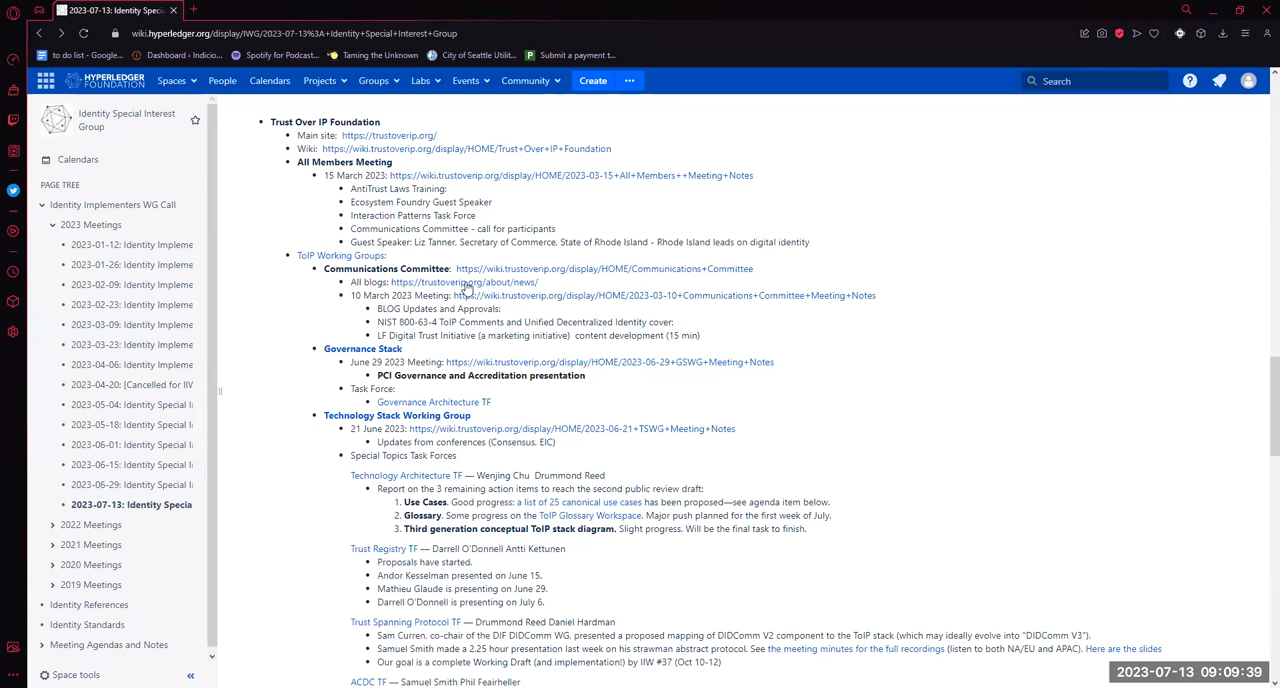 2023-07-13: Identity Speci
wiki.hyperledger.org/display/IWG/2023-07-13%3A+Identity+Special+Interest+Group
to do list - Google...
Dashboard ‹ Indicio...
Spotify for Podcast...
Taming the Unknown
City of Seattle Utilit...
Submit a payment t...
HYPERLEDGER FOUNDATION
Spaces
People
Calendars
Projects
Groups
Labs
Events
Community
Create
Search
Identity Special Interest
Group
Calendars
PAGE TREE
Identity Implementers WG Call
2023 Meetings
2023-01-12: Identity Impleme
2023-01-26: Identity Impleme
2023-02-09: Identity Impleme
2023-02-23: Identity Impleme
2023-03-09: Identity Impleme
2023-03-23: Identity Impleme
2023-04-06: Identity Impleme
2023-04-20: [Cancelled for IIV
2023-05-04: Identity Special I
2023-05-18: Identity Special I
2023-06-01: Identity Special I
2023-06-15: Identity Special I
2023-06-29: Identity Special I
2023-07-13: Identity Specia
2022 Meetings
2021 Meetings
2020 Meetings
2019 Meetings
Identity References
Identity Standards
Meeting Agendas and Notes
Space tools
Trust Over IP Foundation
Main site: https://trustoverip.org/
Wiki: https://wiki.trustoverip.org/display/HOME/Trust+Over+IP+Foundation
All Members Meeting
15 March 2023: https://wiki.trustoverip.org/display/HOME/2023-03-15+All+Members++Meeting+Notes
AntiTrust Laws Training:
Ecosystem Foundry Guest Speaker
Interaction Patterns Task Force
Communications Committee - call for participants
Guest Speaker: Liz Tanner, Secretary of Commerce, State of Rhode Island - Rhode Island leads on digital identity
ToIP Working Groups:
Communications Committee: https://wiki.trustoverip.org/display/HOME/Communications+Committee
All blogs: https://trustoverip.org/about/news/
10 March 2023 Meeting: https://wiki.trustoverip.org/display/HOME/2023-03-10+Communications+Committee+Meeting+Notes
BLOG Updates and Approvals:
NIST 800-63-4 ToIP Comments and Unified Decentralized Identity cover:
LF Digital Trust Initiative (a marketing initiative) content development (15 min)
Governance Stack
June 29 2023 Meeting: https://wiki.trustoverip.org/display/HOME/2023-06-29+GSWG+Meeting+Notes
PCI Governance and Accreditation presentation
Task Force:
Governance Architecture TF
Technology Stack Working Group
21 June 2023: https://wiki.trustoverip.org/display/HOME/2023-06-21+TSWG+Meeting+Notes
Updates from conferences (Consensus, EIC)
Special Topics Task Forces
Technology Architecture TF — Wenjing Chu Drummond Reed
Report on the 3 remaining action items to reach the second public review draft:
1. Use Cases. Good progress: a list of 25 canonical use cases has been proposed—see agenda item below.
2. Glossary. Some progress on the ToIP Glossary Workspace. Major push planned for the first week of July.
3. Third generation conceptual ToIP stack diagram. Slight progress. Will be the final task to finish.
Trust Registry TF — Darrell O'Donnell Antti Kettunen
Proposals have started.
Andor Kesselman presented on June 15.
Mathieu Glaude is presenting on June 29.
Darrell O'Donnell is presenting on July 6.
Trust Spanning Protocol TF — Drummond Reed Daniel Hardman
Sam Curren, co-chair of the DIF DIDComm WG, presented a proposed mapping of DIDComm V2 component to the ToIP stack (which may ideally evolve into "DIDComm V3").
Samuel Smith made a 2.25 hour presentation last week on his strawman abstract protocol. See the meeting minutes for the full recordings (listen to both NA/EU and APAC). Here are the slides
Our goal is a complete Working Draft (and implementation!) by IIW #37 (Oct 10-12)
ACDC TF — Samuel Smith Phil Feairheller
2023-07-13 09:09:39